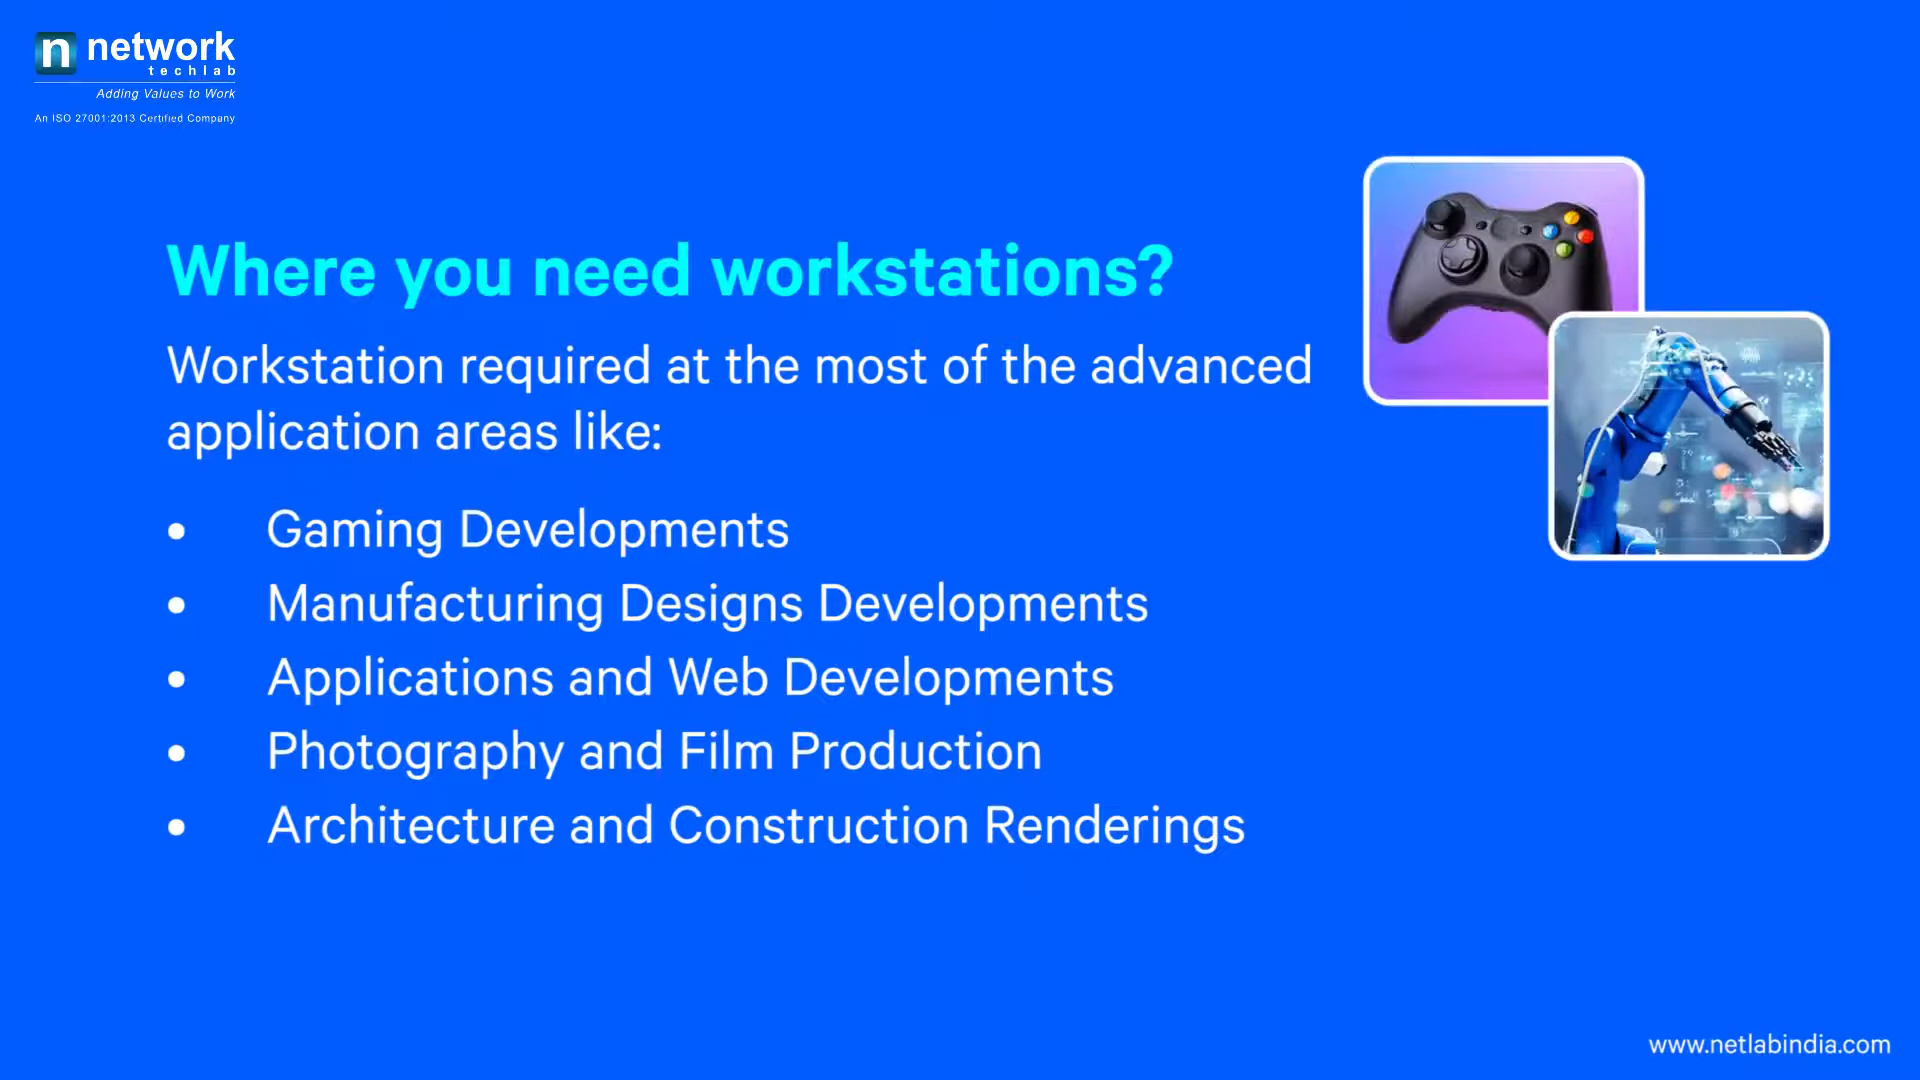 n network
techlab
Adding Values to Work
An ISO 27001:2013 Certified Company
Where you need workstations?
Workstation required at the most of the advanced
application areas like:
• Gaming Developments
• Manufacturing Designs Developments
• Applications and Web Developments
• Photography and Film Production
• Architecture and Construction Renderings
www.netlabindia.com